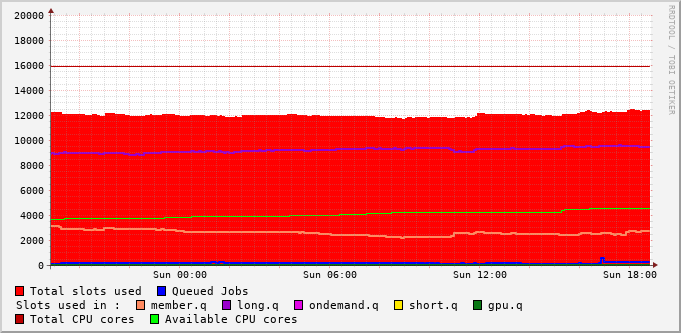 20000
18000
16000
14000
12000
10000
8000
6000
4000
2000
0
Sun 00:00 Sun 06:00 Sun 12:00 Sun 18:00
Total slots used Queued Jobs
Slots used in : member.q long.q ondemand.q short.q gpu.q
Total CPU cores Available CPU cores
RRDTOOL / TOBI OETIKER